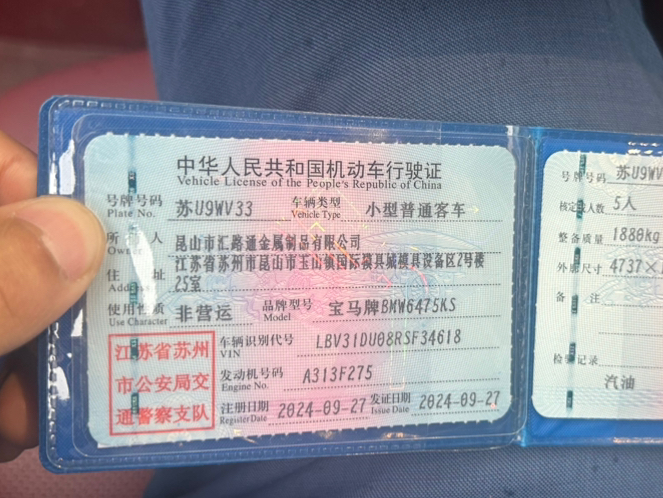 中华人民共和国机动车行驶证
Vehicle License of the People's Republic of China
号牌号码 苏U9WV33 车辆类型 小型普通客车
Plate No. Vehicle Type
所 人 昆山市汇路通金属制品有限公司
Owner
住 址 江苏省苏州市昆山市玉山镇国际模具城模具设备区2号楼
25室
使用性质 非营运 品牌型号 宝马牌BMW6475KS
Use Character Model
江苏省苏州
市公安局交
通警察支队
车辆识别代号 LBV31DU08RSF34618
VIN
发动机号码 A313F275
Engine No.
注册日期 2024-09-27 发证日期 2024-09-27
RegisterDate Issue Date
号牌号码 苏U9WV
核定 人数 5人
整备质量 1880kg
外廓尺寸 4737×
备 注
检验记录
汽油